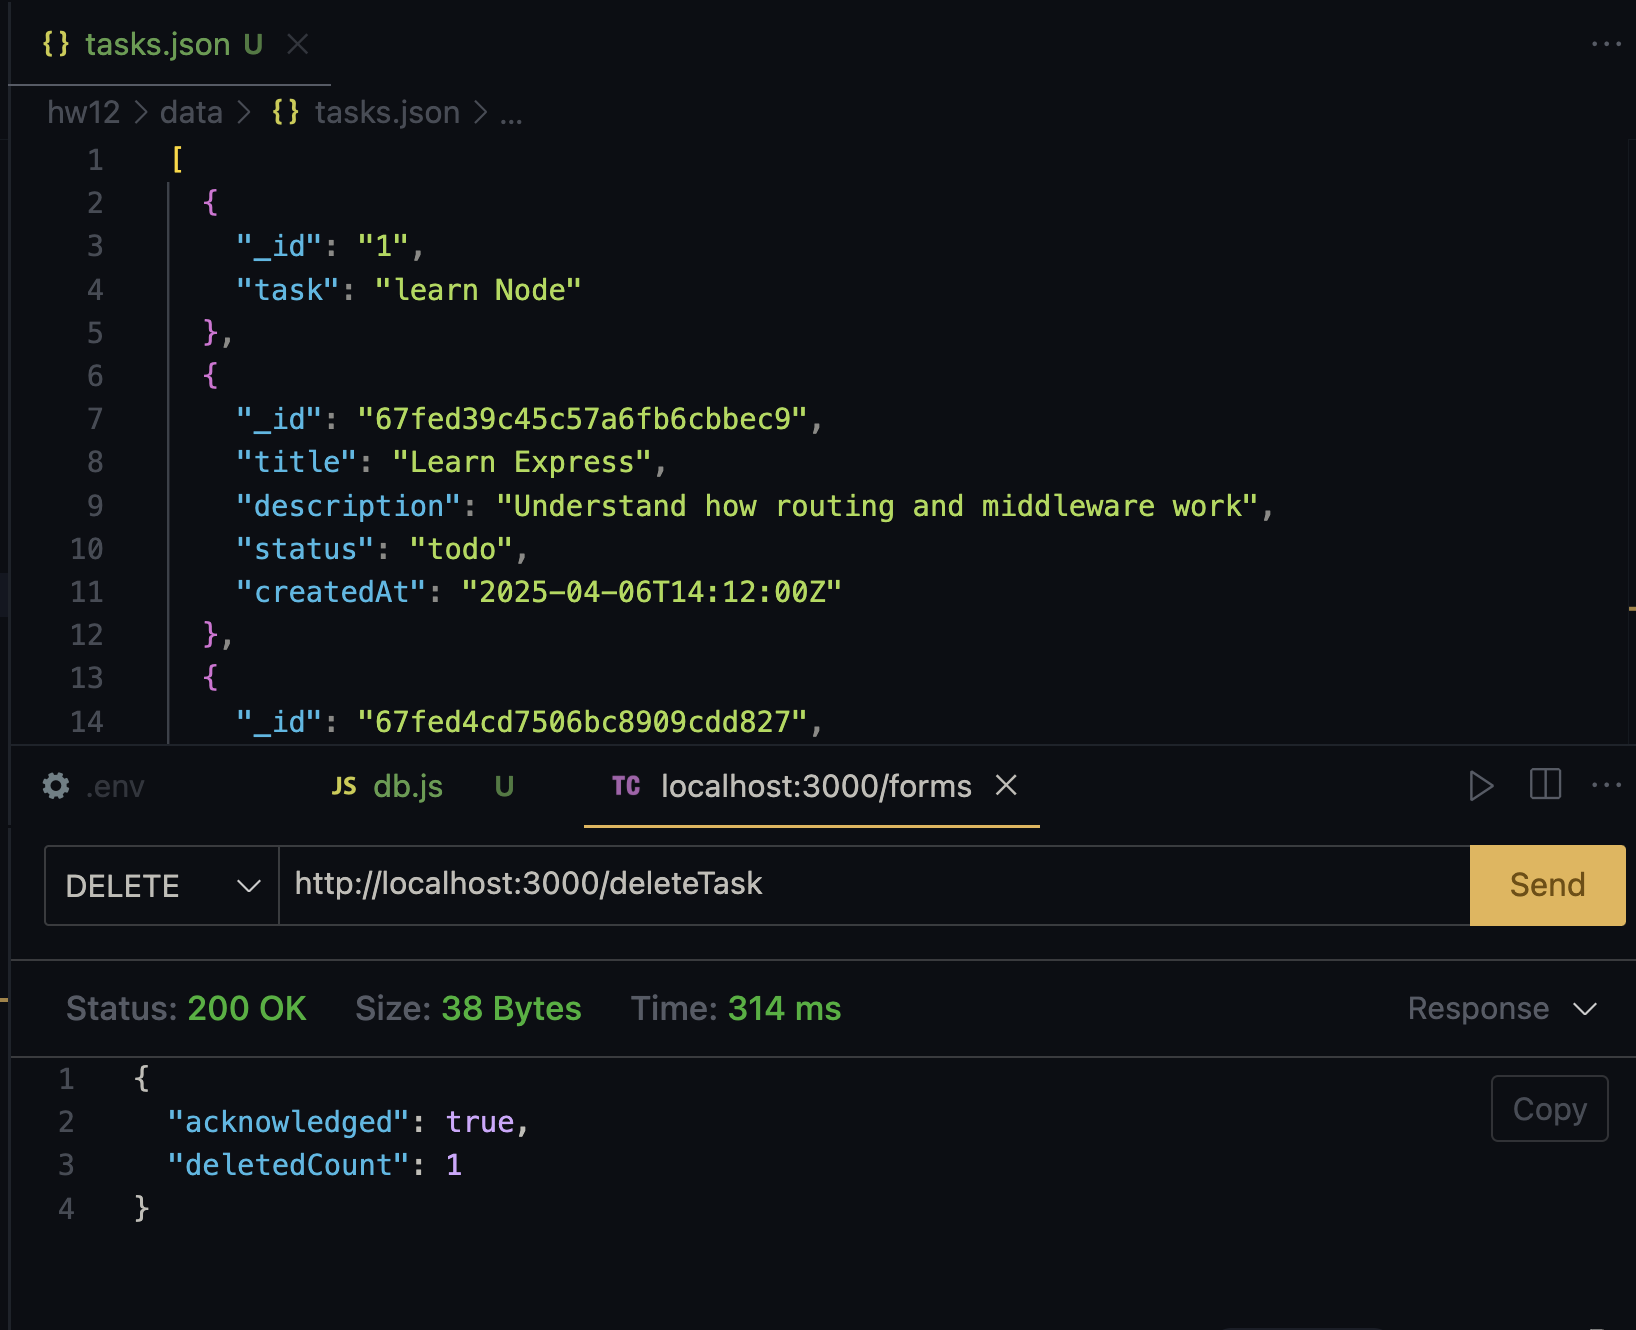 {} tasks.json U
hw12 > data > {} tasks.json > ...
1 [
2 {
3 "_id": "1",
4 "task": "learn Node"
5 },
6 {
7 "_id": "67fed39c45c57a6fb6cbbec9",
8 "title": "Learn Express",
9 "description": "Understand how routing and middleware work",
10 "status": "todo",
11 "createdAt": "2025-04-06T14:12:00Z"
12 },
13 {
14 "_id": "67fed4cd7506bc8909cdd827",
.env JS db.js U TC localhost:3000/forms
DELETE http://localhost:3000/deleteTask Send
Status: 200 OK Size: 38 Bytes Time: 314 ms Response
1 {
Copy
2 "acknowledged": true,
3 "deletedCount": 1
4 }